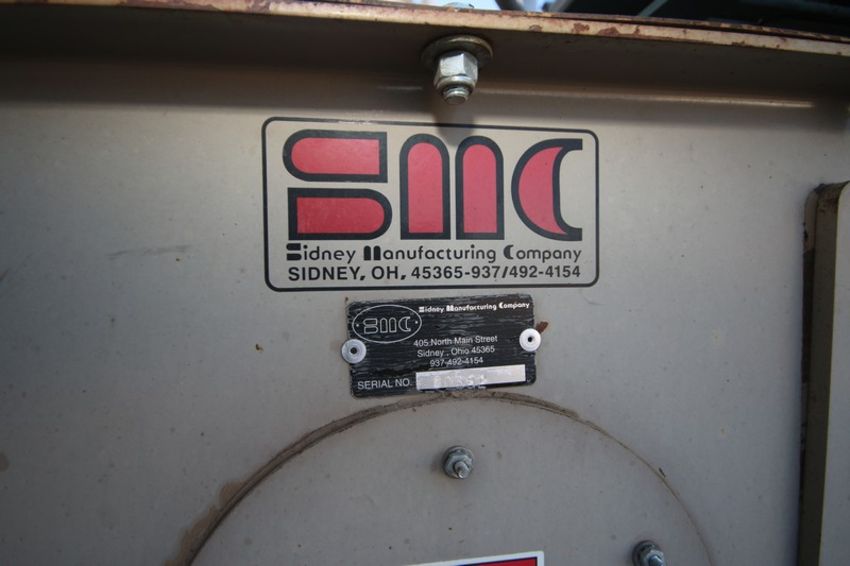 SMC
Sidney Manufacturing Company
SIDNEY, OH, 45365-937/492-4154
Sidney Manufacturing Company
SMC
405 North Main Street
Sidney, Ohio 45365
937-492-4154
SERIAL NO.